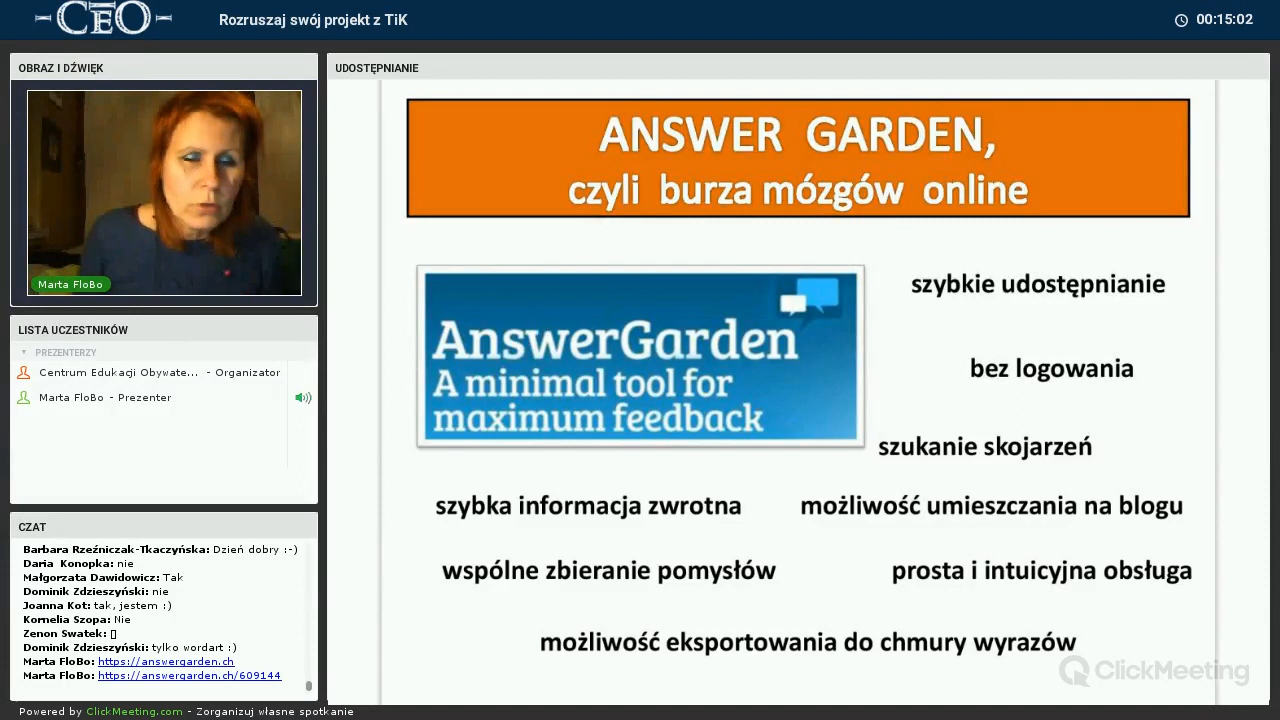 CEO
Rozruszaj swój projekt z TiK
00:15:02
OBRAZ I DŹWIĘK
Marta FloBo
LISTA UCZESTNIKÓW
PREZENTERZY
Centrum Edukacji Obywate... - Organizator
Marta FloBo - Prezenter
CZAT
Barbara Rzeźniczak-Tkaczyńska: Dzień dobry :-)
Daria Konopka: nie
Małgorzata Dawidowicz: Tak
Dominik Zdzieszyński: nie
Joanna Kot: tak, jestem :)
Kornelia Szopa: Nie
Zenon Swatek:
Dominik Zdzieszyński: tylko wordart :)
Marta FloBo: https://answergarden.ch
Marta FloBo: https://answergarden.ch/609144
UDOSTĘPNIANIE
ANSWER GARDEN,
czyli burza mózgów online
AnswerGarden
A minimal tool for
maximum feedback
szybkie udostępnianie
bez logowania
szukanie skojarzeń
szybka informacja zwrotna
możliwość umieszczania na blogu
wspólne zbieranie pomysłów
prosta i intuicyjna obsługa
możliwość eksportowania do chmury wyrazów
ClickMeeting
Powered by ClickMeeting.com - Zorganizuj własne spotkanie